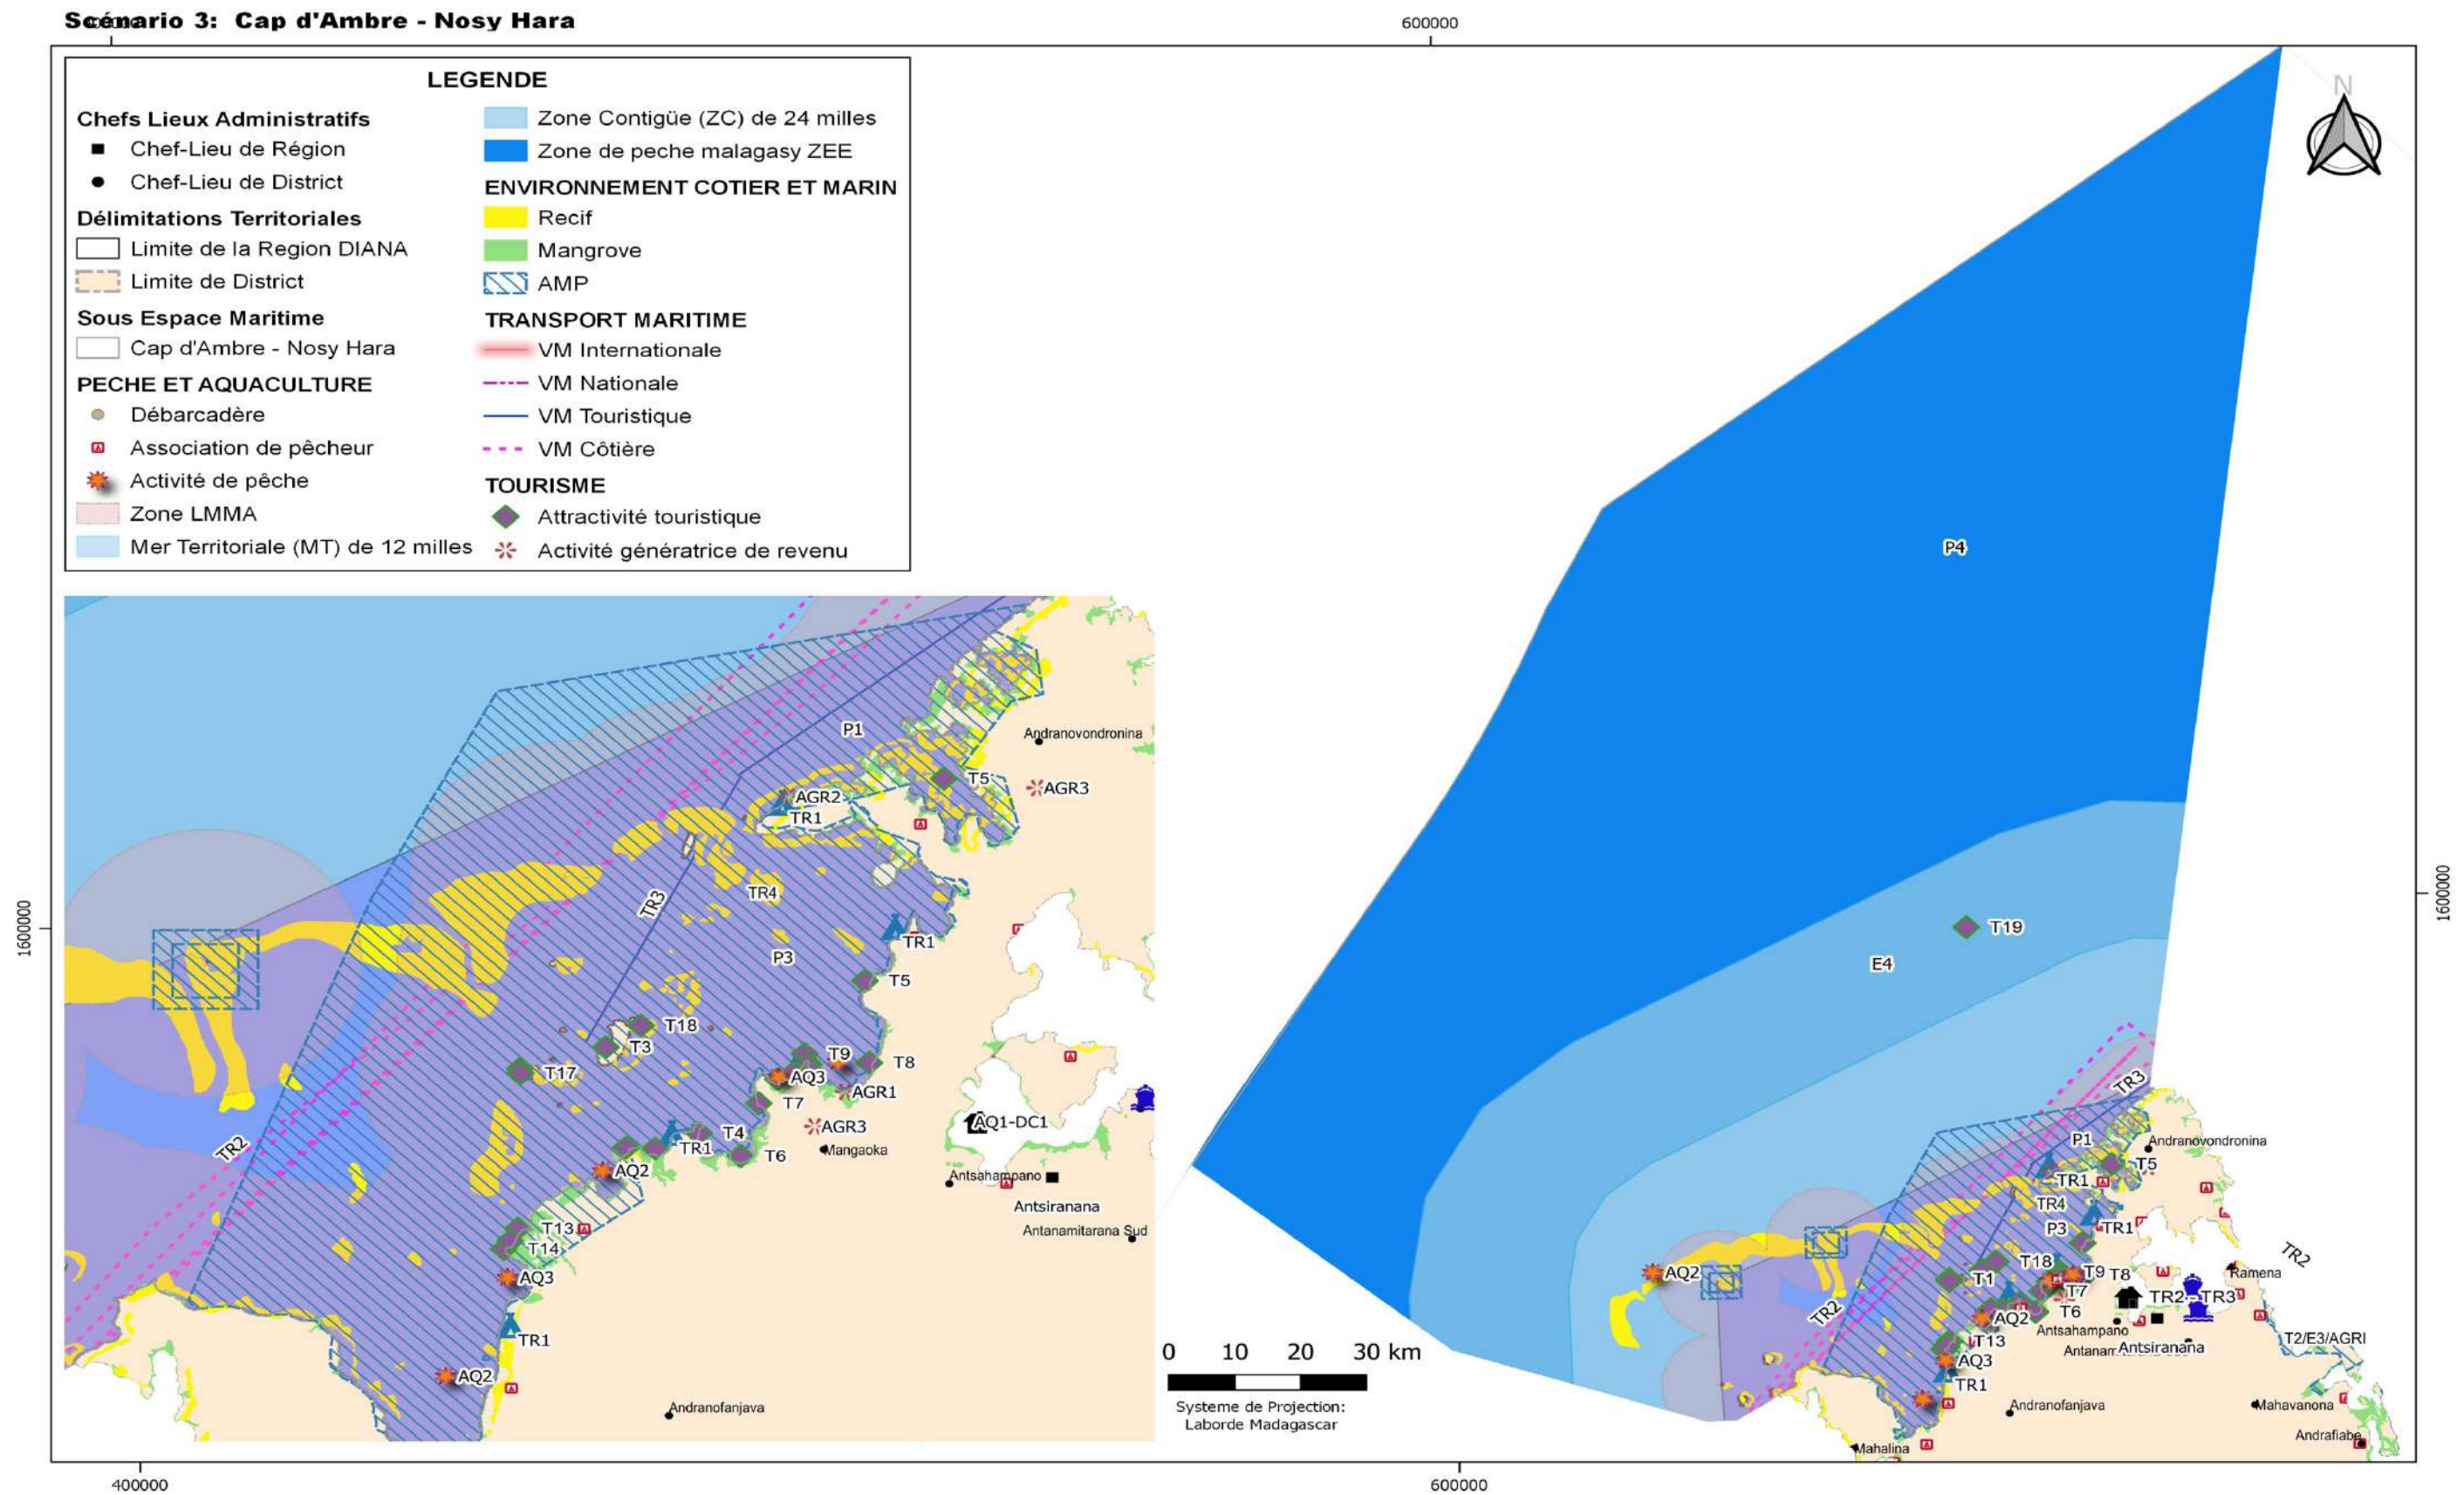 Scénario 3: Cap d'Ambre - Nosy Hara
600000
LEGENDE
Chefs Lieux Administratifs
Chef-Lieu de Région
Chef-Lieu de District
Délimitations Territoriales
Limite de la Region DIANA
Limite de District
Sous Espace Maritime
Cap d'Ambre - Nosy Hara
PECHE ET AQUACULTURE
Débarcadère
Association de pêcheur
Activité de pêche
Zone LMMA
Mer Territoriale (MT) de 12 milles
Zone Contigüe (ZC) de 24 milles
Zone de peche malagasy ZEE
ENVIRONNEMENT COTIER ET MARIN
Recif
Mangrove
AMP
TRANSPORT MARITIME
VM Internationale
VM Nationale
VM Touristique
VM Côtière
TOURISME
Attractivité touristique
Activité génératrice de revenu
N
1600000
P1
Andranovondronina
T5
AGR3
AGR2
TR1
TR3
TR4
TR1
P3
T5
T18
T3
T17
T9
T8
AQ3
AGR1
T7
AGR3
AQ1-DC1
T4
TR1
T6
Mangaoka
TR2
AQ2
Antsahampano
Antsiranana
T13
T14
Antanamitarana Sud
AQ3
TR1
AQ2
Andranofanjava
P4
1600000
T19
E4
TR3
P1
Andranovondronina
T5
TR1
TR4
P3
TR1
TR2
T18
T1
AQ2
T9 T8
Ramena
T7
TR2 - TR3
T6
TR2
AQ2
Antsahampano
T13
T2/E3/AGRI
Antsiranana
AQ3
TR1
Andranofanjava
Mahavanona
Andrafiabe
Mahalina
0 10 20 30 km
Systeme de Projection:
Laborde Madagascar
400000
600000